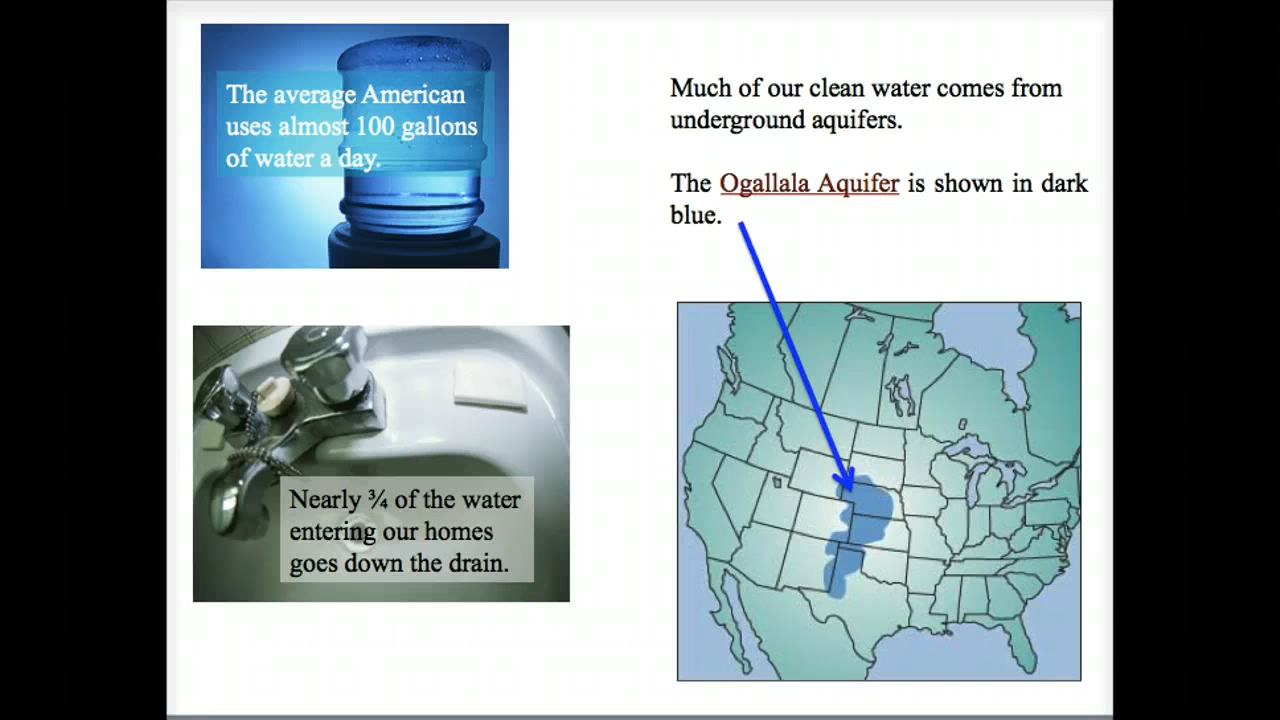 The average American
uses almost 100 gallons
of water a day.
Much of our clean water comes from
underground aquifers.
The Ogallala Aquifer is shown in dark
blue.
Nearly ¾ of the water
entering our homes
goes down the drain.